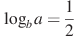 log_b a = 1/2